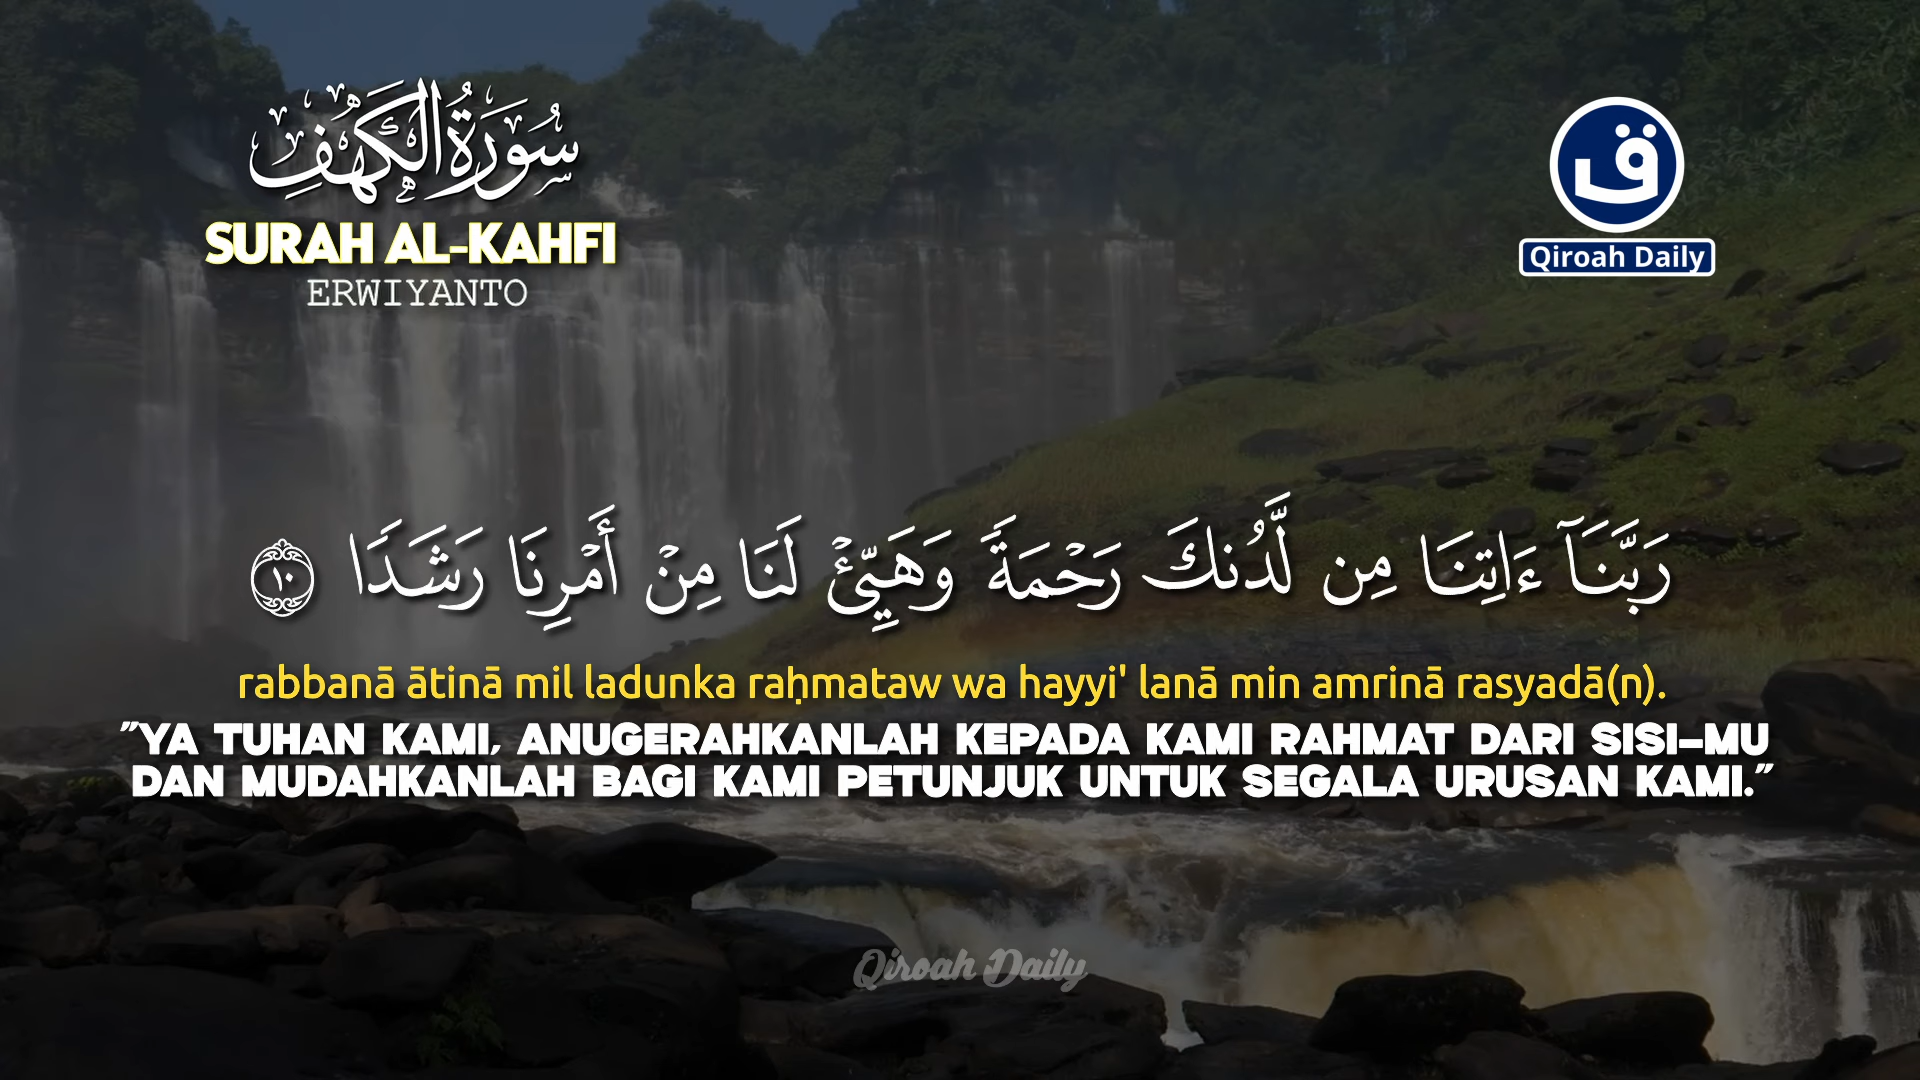 سُورَةُ الْكَهْفِ
SURAH AL-KAHFI
ERWIYANTO
ق
Qiroah Daily
رَبَّنَآ ءَاتِنَا مِن لَّدُنكَ رَحْمَةً وَهَيِّئْ لَنَا مِنْ أَمْرِنَا رَشَدًا ١٠
rabbanā ātinā mil ladunka raḥmataw wa hayyi' lanā min amrinā rasyadā(n).
"YA TUHAN KAMI, ANUGERAHKANLAH KEPADA KAMI RAHMAT DARI SISI-MU
DAN MUDAHKANLAH BAGI KAMI PETUNJUK UNTUK SEGALA URUSAN KAMI."
Qiroah Daily